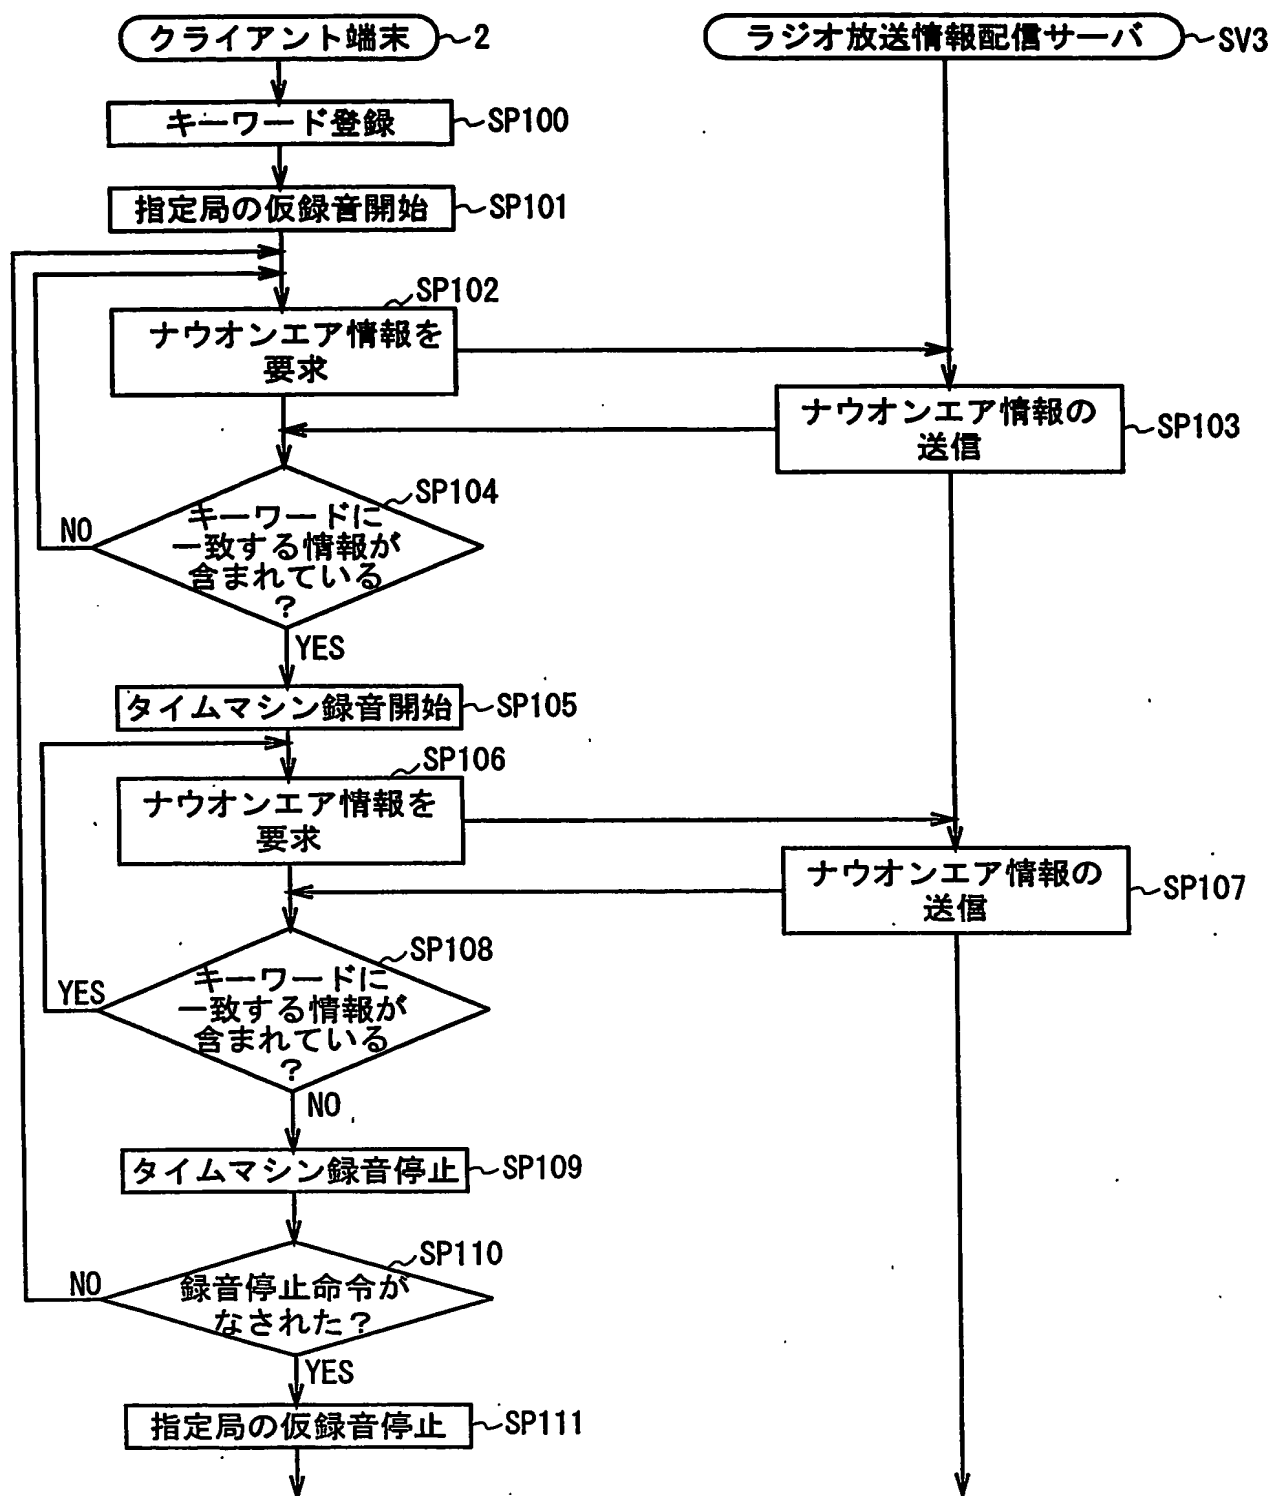 クライアント端末
2
ラジオ放送情報配信サーバ
SV3
キーワード登録
SP100
指定局の仮録音開始
SP101
SP102
ナウオンエア情報を
要求
ナウオンエア情報の
送信
SP103
SP104
キーワードに
一致する情報が
含まれている
?
NO
YES
タイムマシン録音開始
SP105
SP106
ナウオンエア情報を
要求
ナウオンエア情報の
送信
SP107
SP108
キーワードに
一致する情報が
含まれている
?
YES
NO
タイムマシン録音停止
SP109
SP110
録音停止命令が
なされた?
NO
YES
指定局の仮録音停止
SP111